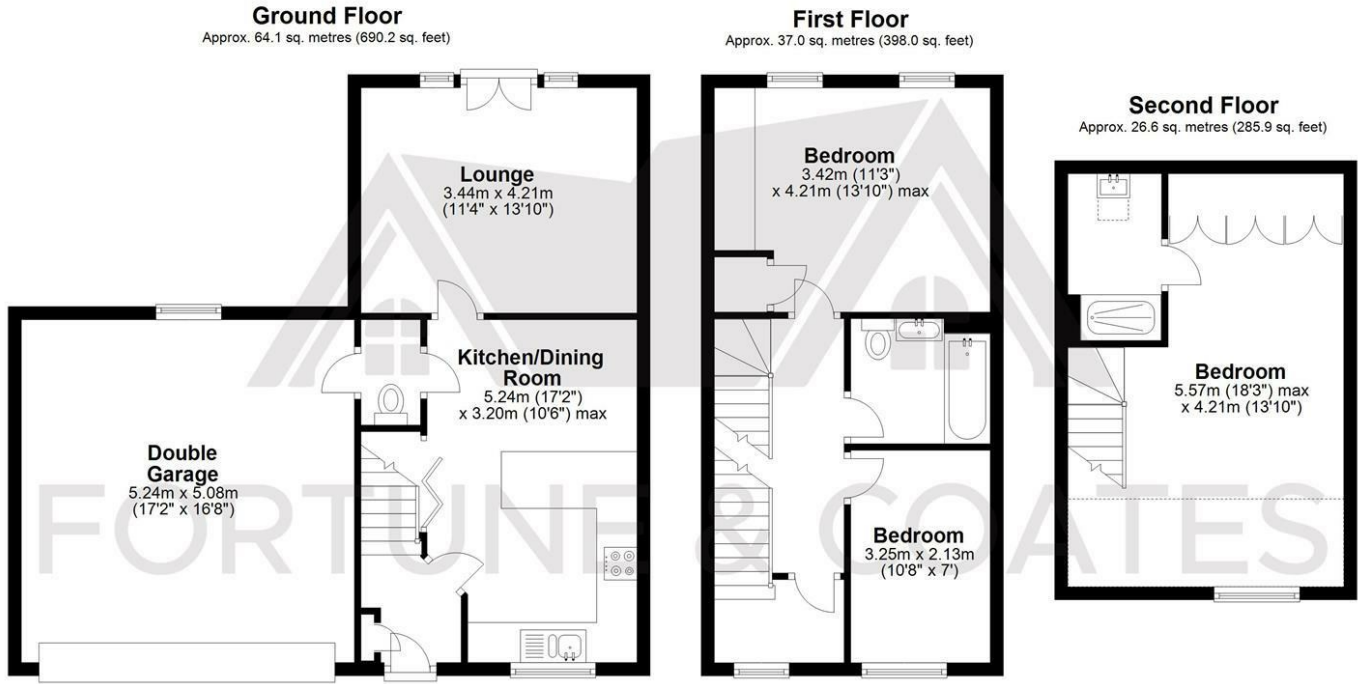 Ground Floor
Approx. 64.1 sq. metres (690.2 sq. feet)
Lounge
3.44m x 4.21m
(11'4" x 13'10")
Kitchen/Dining
Room
5.24m (17'2")
x 3.20m (10'6") max
Double
Garage
5.24m x 5.08m
(17'2" x 16'8")
First Floor
Approx. 37.0 sq. metres (398.0 sq. feet)
Bedroom
3.42m (11'3")
x 4.21m (13'10") max
Bedroom
3.25m x 2.13m
(10'8" x 7')
Second Floor
Approx. 26.6 sq. metres (285.9 sq. feet)
Bedroom
5.57m (18'3") max
x 4.21m (13'10")
FORTUNE & COATES